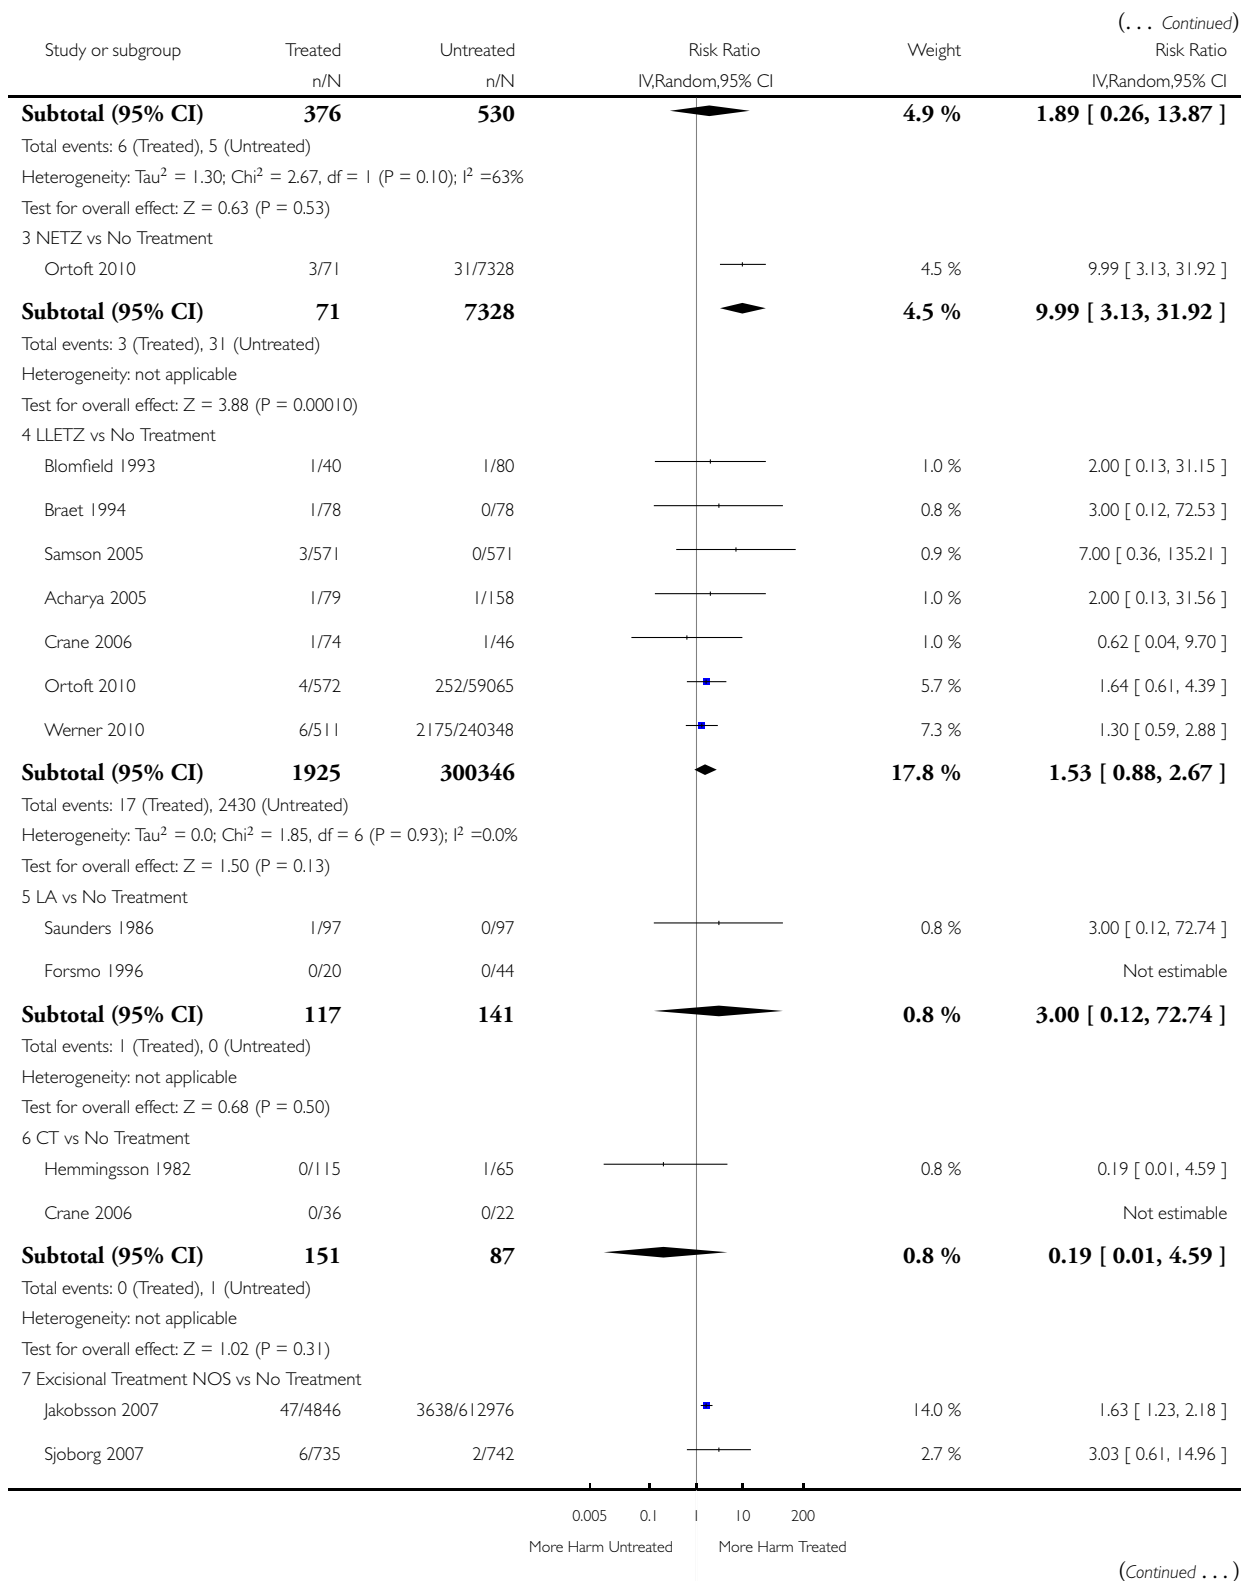 (... Continued)
Study or subgroup Treated Untreated Risk Ratio Weight Risk Ratio
n/N n/N IV,Random,95% CI IV,Random,95% CI
Subtotal (95% CI) 376 530 4.9 % 1.89 [ 0.26, 13.87 ]
Total events: 6 (Treated), 5 (Untreated)
Heterogeneity: Tau² = 1.30; Chi² = 2.67, df = 1 (P = 0.10); I² =63%
Test for overall effect: Z = 0.63 (P = 0.53)
3 NETZ vs No Treatment
Ortoft 2010 3/71 31/7328 4.5 % 9.99 [ 3.13, 31.92 ]
Subtotal (95% CI) 71 7328 4.5 % 9.99 [ 3.13, 31.92 ]
Total events: 3 (Treated), 31 (Untreated)
Heterogeneity: not applicable
Test for overall effect: Z = 3.88 (P = 0.00010)
4 LLETZ vs No Treatment
Blomfield 1993 1/40 1/80 1.0 % 2.00 [ 0.13, 31.15 ]
Braet 1994 1/78 0/78 0.8 % 3.00 [ 0.12, 72.53 ]
Samson 2005 3/571 0/571 0.9 % 7.00 [ 0.36, 135.21 ]
Acharya 2005 1/79 1/158 1.0 % 2.00 [ 0.13, 31.56 ]
Crane 2006 1/74 1/46 1.0 % 0.62 [ 0.04, 9.70 ]
Ortoft 2010 4/572 252/59065 5.7 % 1.64 [ 0.61, 4.39 ]
Werner 2010 6/511 2175/240348 7.3 % 1.30 [ 0.59, 2.88 ]
Subtotal (95% CI) 1925 300346 17.8 % 1.53 [ 0.88, 2.67 ]
Total events: 17 (Treated), 2430 (Untreated)
Heterogeneity: Tau² = 0.0; Chi² = 1.85, df = 6 (P = 0.93); I² =0.0%
Test for overall effect: Z = 1.50 (P = 0.13)
5 LA vs No Treatment
Saunders 1986 1/97 0/97 0.8 % 3.00 [ 0.12, 72.74 ]
Forsmo 1996 0/20 0/44 Not estimable
Subtotal (95% CI) 117 141 0.8 % 3.00 [ 0.12, 72.74 ]
Total events: 1 (Treated), 0 (Untreated)
Heterogeneity: not applicable
Test for overall effect: Z = 0.68 (P = 0.50)
6 CT vs No Treatment
Hemmingsson 1982 0/115 1/65 0.8 % 0.19 [ 0.01, 4.59 ]
Crane 2006 0/36 0/22 Not estimable
Subtotal (95% CI) 151 87 0.8 % 0.19 [ 0.01, 4.59 ]
Total events: 0 (Treated), 1 (Untreated)
Heterogeneity: not applicable
Test for overall effect: Z = 1.02 (P = 0.31)
7 Excisional Treatment NOS vs No Treatment
Jakobsson 2007 47/4846 3638/612976 14.0 % 1.63 [ 1.23, 2.18 ]
Sjoborg 2007 6/735 2/742 2.7 % 3.03 [ 0.61, 14.96 ]
0.005 0.1 1 10 200
More Harm Untreated More Harm Treated
(Continued ...)